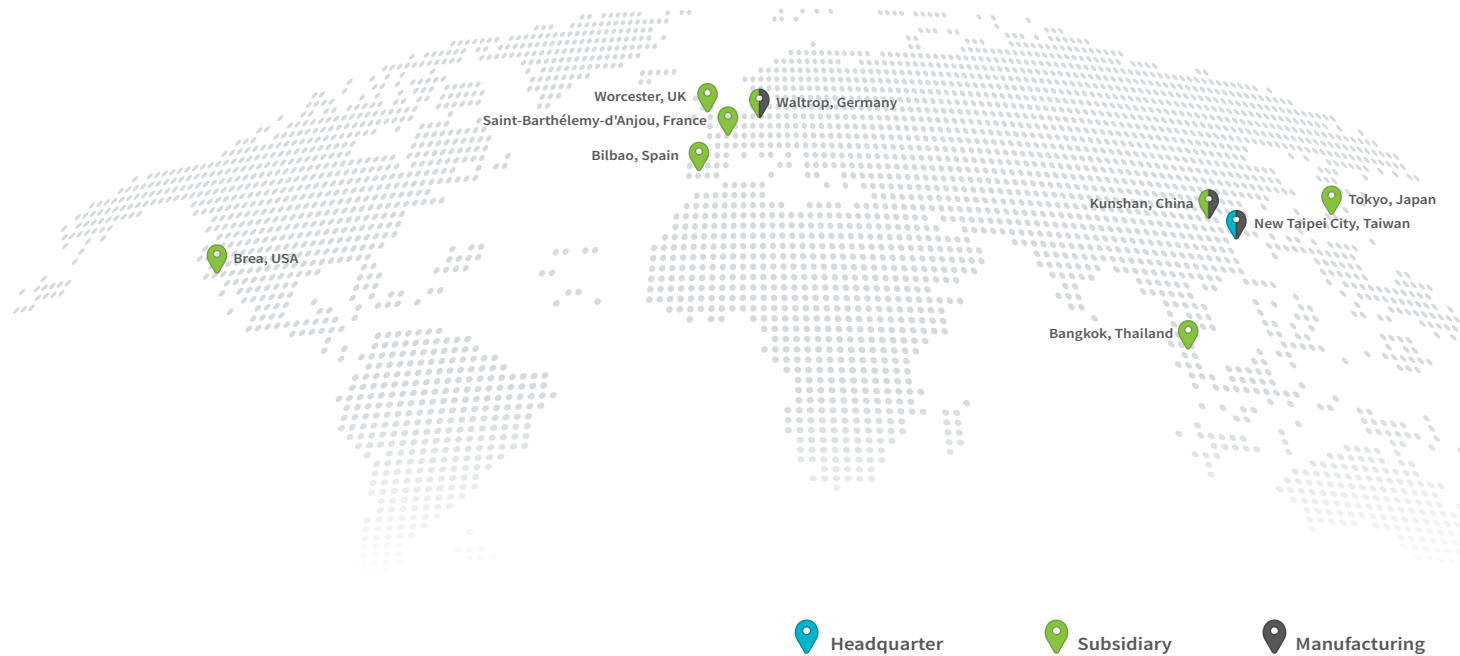 Worcester, UK
Waltrop, Germany
Saint-Barthélemy-d'Anjou, France
Bilbao, Spain
Kunshan, China
Tokyo, Japan
New Taipei City, Taiwan
Brea, USA
Bangkok, Thailand
Headquarter
Subsidiary
Manufacturing